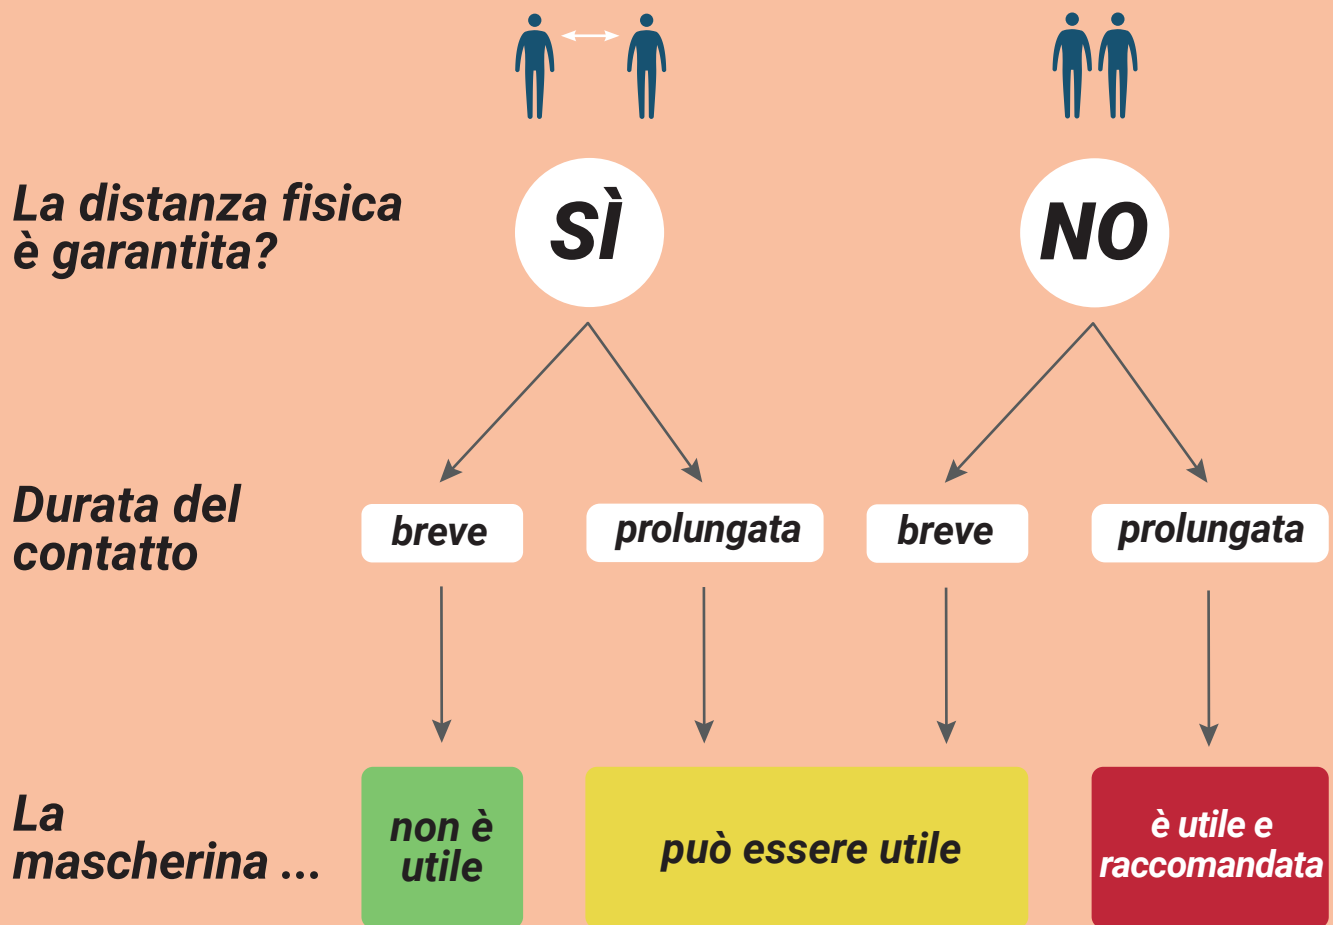 La distanza fisica
è garantita?
SÌ
NO
Durata del
contatto
breve
prolungata
breve
prolungata
La
mascherina ...
non è
utile
può essere utile
è utile e
raccomandata